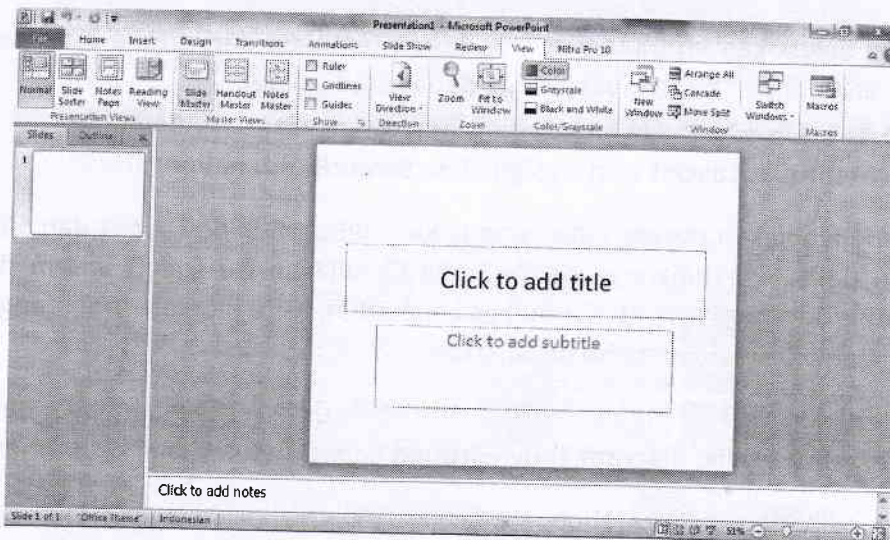 Presentation1 - Microsoft PowerPoint
File Home Insert Design Transitions Animations Slide Show Review View Nitro Pro 10
Normal Slide Sorter Notes Page Reading View
Presentation Views
Slide Master Handout Master Notes Master
Master Views
Ruler
Gridlines
Guides
Show
View Direction
Direction
Zoom Fit to Window
Zoom
Color
Grayscale
Black and White
Color/Grayscale
New Window
Arrange All
Cascade
Move Split
Switch Windows
Window
Macros
Macros
Slides Outline
1
Click to add title
Click to add subtitle
Click to add notes
Slide 1 of 1 "Office Theme" Indonesian 51%